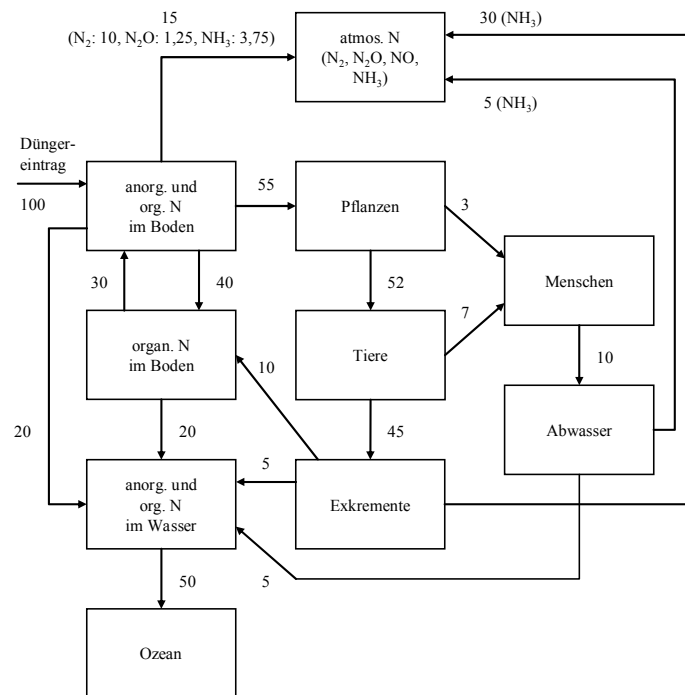 15
(N₂: 10, N₂O: 1,25, NH₃: 3,75)
atmos. N
(N₂, N₂O, NO,
NH₃)
30 (NH₃)
5 (NH₃)
Dünger-
eintrag
100
anorg. und
org. N
im Boden
55
Pflanzen
3
Menschen
30
40
52
7
organ. N
im Boden
10
Tiere
10
Abwasser
20
20
45
5
anorg. und
org. N
im Wasser
Exkremente
50
5
Ozean